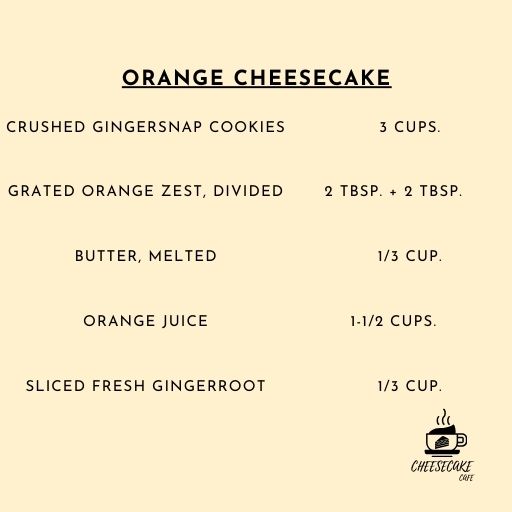 ORANGE CHEESECAKE
CRUSHED GINGERSNAP COOKIES 3 CUPS.
GRATED ORANGE ZEST, DIVIDED 2 TBSP. + 2 TBSP.
BUTTER, MELTED 1/3 CUP.
ORANGE JUICE 1-1/2 CUPS.
SLICED FRESH GINGERROOT 1/3 CUP.
CHEESECAKE
CAFE